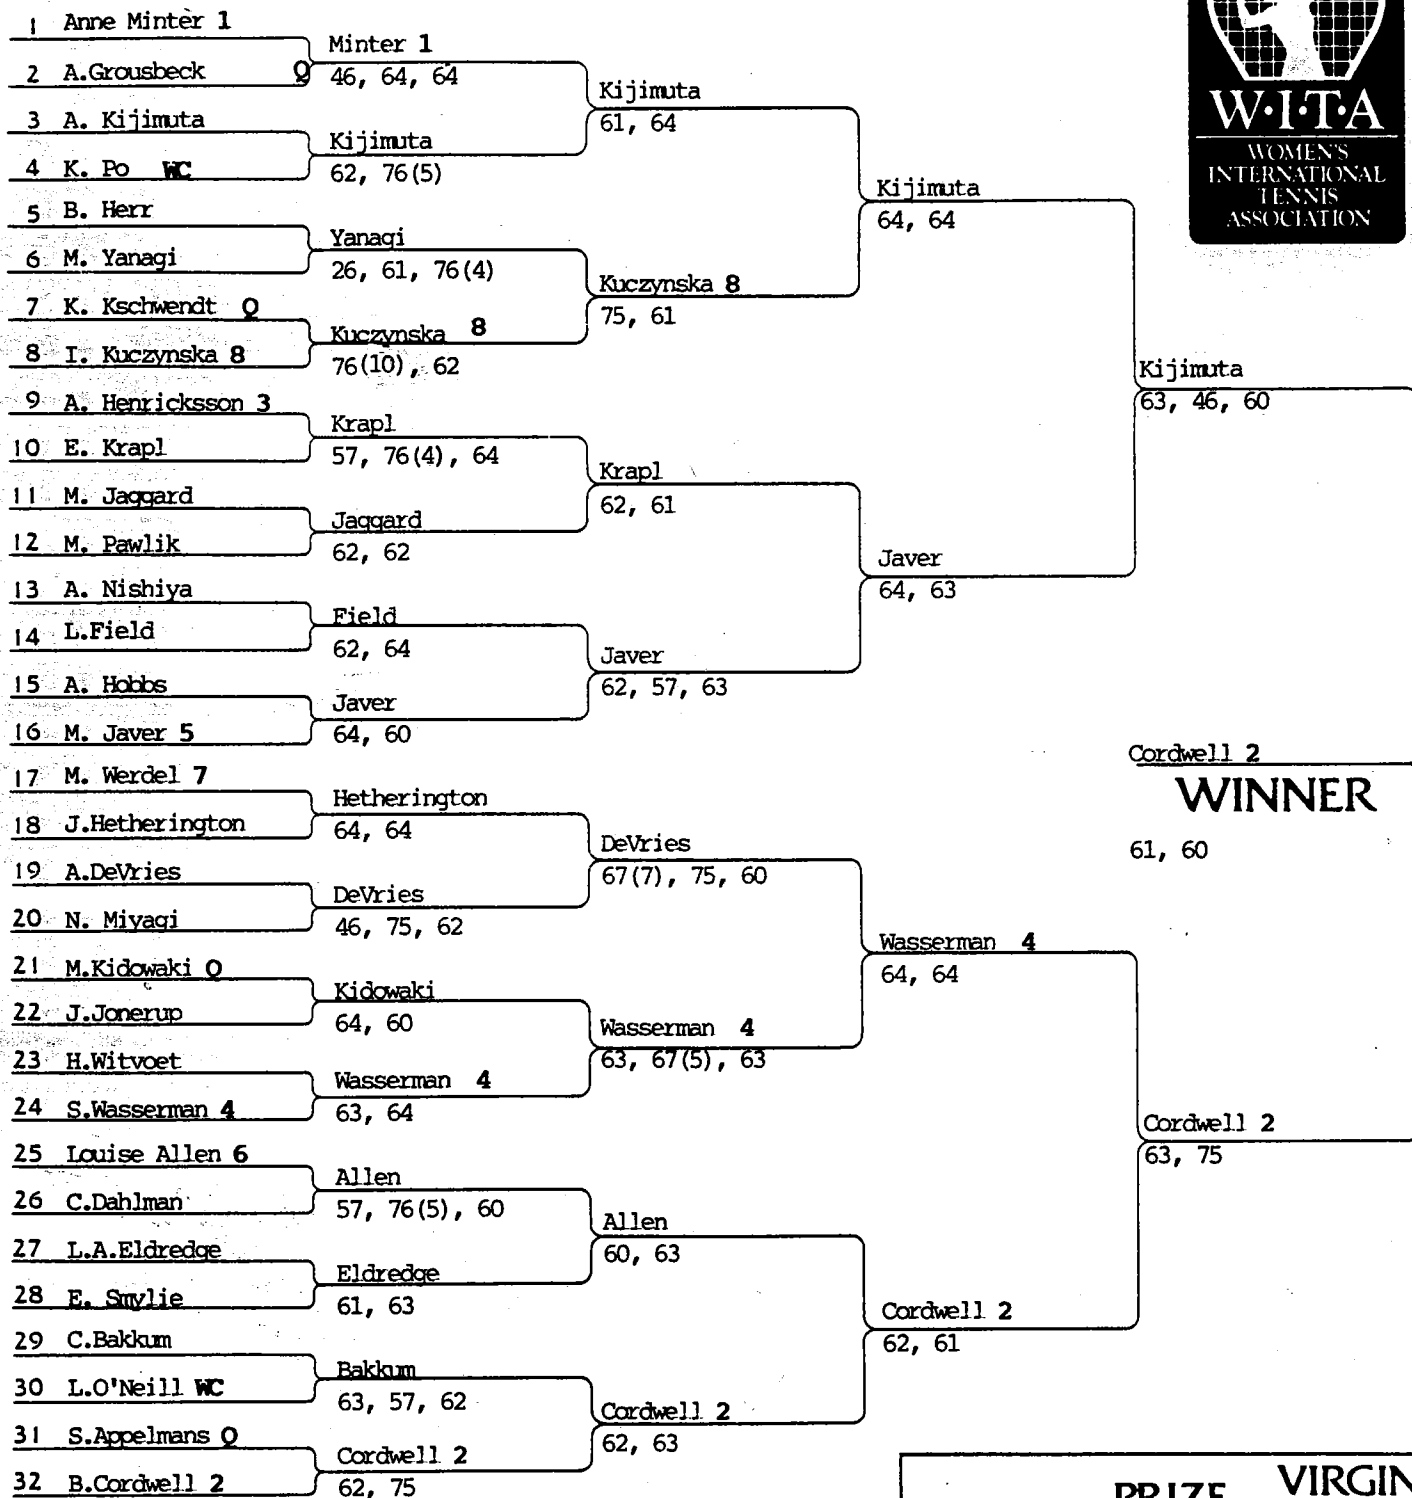 1 Anne Minter 1
2 A.Grousbeck Q
3 A. Kijimuta
4 K. Po WC
5 B. Herr
6 M. Yanagi
7 K. Kschwendt Q
8 I. Kuczynska 8
9 A. Henricksson 3
10 E. Krapl
11 M. Jaggard
12 M. Pawlik
13 A. Nishiya
14 L.Field
15 A. Hobbs
16 M. Javer 5
17 M. Werdel 7
18 J.Hetherington
19 A.DeVries
20 N. Miyagi
21 M.Kidowaki Q
22 J.Jonerup
23 H.Witvoet
24 S.Wasserman 4
25 Louise Allen 6
26 C.Dahlman
27 L.A.Eldredge
28 E. Smylie
29 C.Bakkum
30 L.O'Neill WC
31 S.Appelmans Q
32 B.Cordwell 2
Minter 1
46, 64, 64
Kijimuta
62, 76(5)
Yanagi
26, 61, 76(4)
Kuczynska 8
76(10), 62
Krapl
57, 76(4), 64
Jaggard
62, 62
Field
62, 64
Javer
64, 60
Hetherington
64, 64
DeVries
46, 75, 62
Kidowaki
64, 60
Wasserman 4
63, 64
Allen
57, 76(5), 60
Eldredge
61, 63
Bakkum
63, 57, 62
Cordwell 2
62, 75
Kijimuta
61, 64
Kuczynska 8
75, 61
Krapl
62, 61
Javer
62, 57, 63
DeVries
67(7), 75, 60
Wasserman 4
63, 67(5), 63
Allen
60, 63
Cordwell 2
62, 63
Kijimuta
64, 64
Javer
64, 63
Wasserman 4
64, 64
Cordwell 2
62, 61
Kijimuta
63, 46, 60
Cordwell 2
63, 75
Cordwell 2
WINNER
61, 60
W·I·T·A
WOMEN'S
INTERNATIONAL
TENNIS
ASSOCIATION
PRIZE VIRGIN